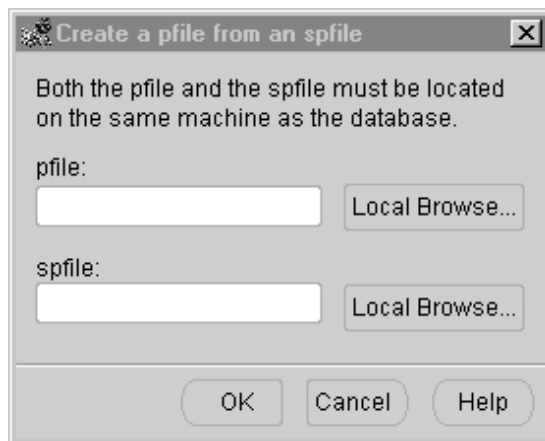 Create a pfile from an spfile
Both the pfile and the spfile must be located
on the same machine as the database.
pfile:
Local Browse...
spfile:
Local Browse...
OK Cancel Help